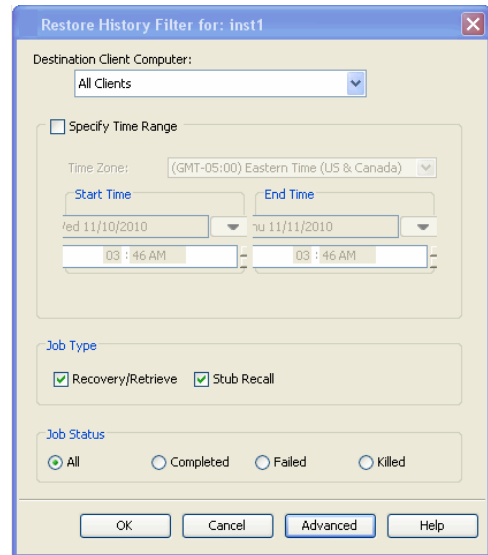 Restore History Filter for: inst1
Destination Client Computer:
All Clients
Specify Time Range
Time Zone: (GMT-05:00) Eastern Time (US & Canada)
Start Time End Time
11/10/2010 11/11/2010
03 : 46 AM 03 : 46 AM
Job Type
Recovery/Retrieve Stub Recall
Job Status
All Completed Failed Killed
OK Cancel Advanced Help